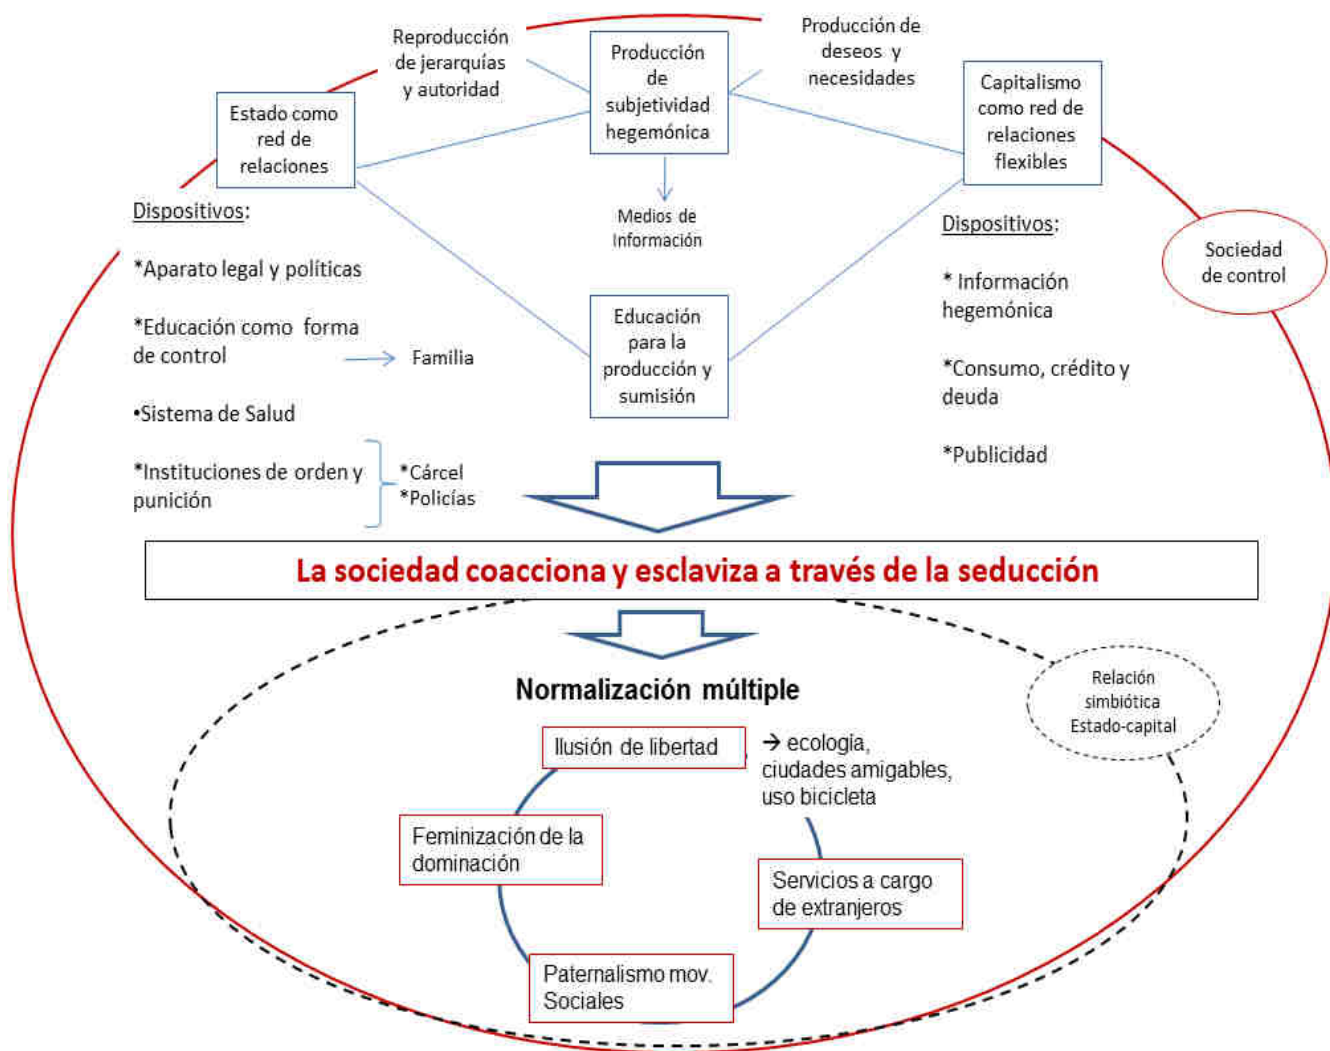 Reproducción
de jerarquías
y autoridad
Producción
de
subjetividad
hegemónica
Producción de
deseos y
necesidades
Capitalismo
como red de
relaciones
flexibles
Estado como
red de
relaciones
Medios de
Información
Dispositivos:
*Aparato legal y políticas
*Educación como forma
de control
Familia
•Sistema de Salud
*Instituciones de orden y
punición
*Cárcel
*Policías
Educación
para la
producción y
sumisión
Dispositivos:
* Información
hegemónica
*Consumo, crédito y
deuda
*Publicidad
Sociedad
de control
La sociedad coacciona y esclaviza a través de la seducción
Relación
simbiótica
Estado-capital
Normalización múltiple
Ilusión de libertad
→ ecología,
ciudades amigables,
uso bicicleta
Feminización de la
dominación
Servicios a cargo
de extranjeros
Paternalismo mov.
Sociales